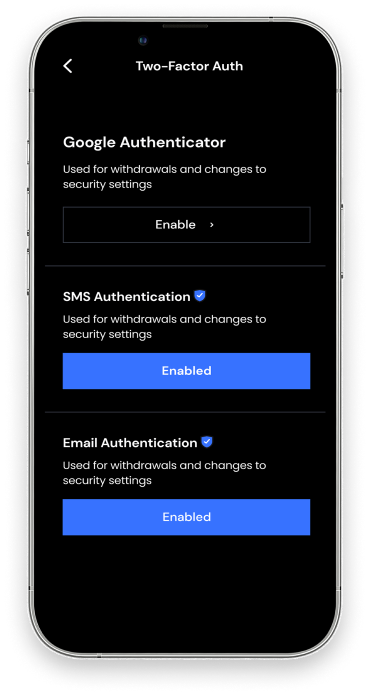 Two-Factor Auth
Google Authenticator
Used for withdrawals and changes to
security settings
Enable ›
SMS Authentication
Used for withdrawals and changes to
security settings
Enabled
Email Authentication
Used for withdrawals and changes to
security settings
Enabled